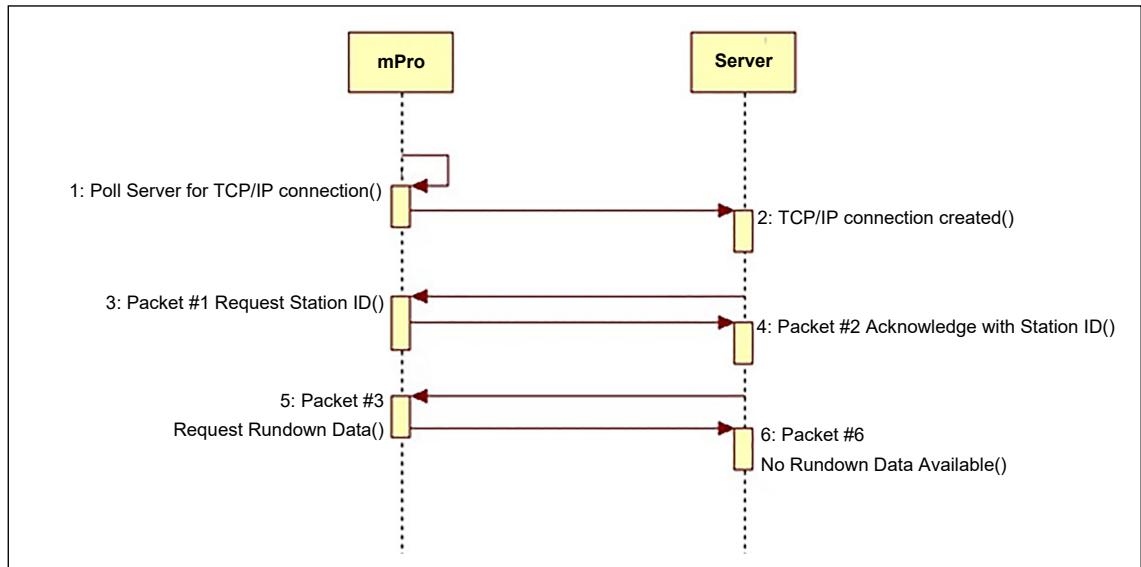 mPro
Server
1: Poll Server for TCP/IP connection()
2: TCP/IP connection created()
3: Packet #1 Request Station ID()
4: Packet #2 Acknowledge with Station ID()
5: Packet #3
Request Rundown Data()
6: Packet #6
No Rundown Data Available()